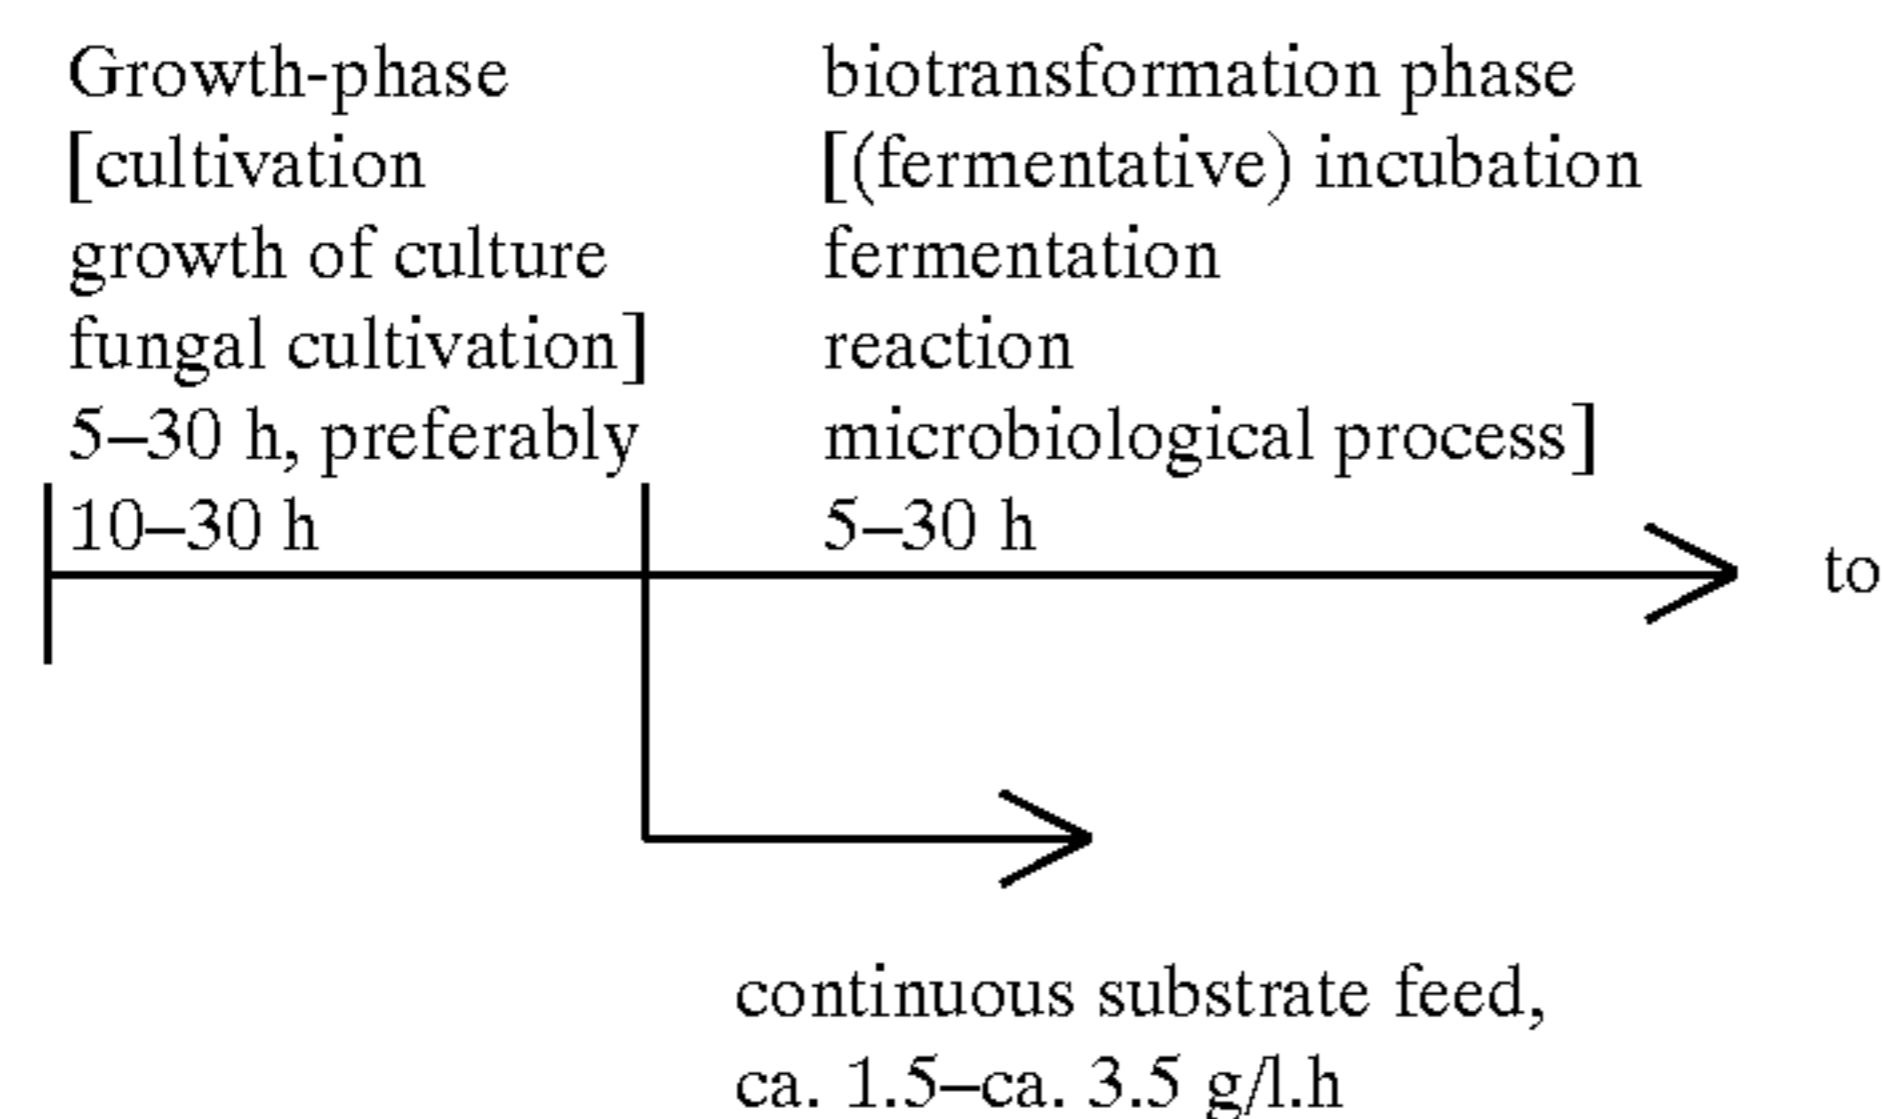 Growth-phase
[cultivation
growth of culture
fungal cultivation]
5–30 h, preferably
10–30 h
biotransformation phase
[(fermentative) incubation
fermentation
reaction
microbiological process]
5–30 h
to
continuous substrate feed,
ca. 1.5–ca. 3.5 g/l.h